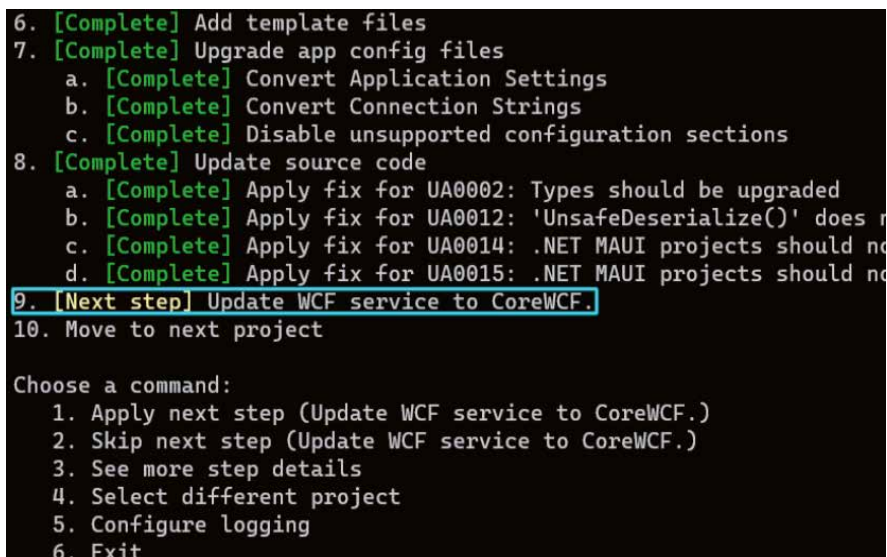 6. [Complete] Add template files
7. [Complete] Upgrade app config files
a. [Complete] Convert Application Settings
b. [Complete] Convert Connection Strings
c. [Complete] Disable unsupported configuration sections
8. [Complete] Update source code
a. [Complete] Apply fix for UA0002: Types should be upgraded
b. [Complete] Apply fix for UA0012: 'UnsafeDeserialize()' does
c. [Complete] Apply fix for UA0014: .NET MAUI projects should
d. [Complete] Apply fix for UA0015: .NET MAUI projects should
9. [Next step] Update WCF service to CoreWCF.
10. Move to next project
Choose a command:
1. Apply next step (Update WCF service to CoreWCF.)
2. Skip next step (Update WCF service to CoreWCF.)
3. See more step details
4. Select different project
5. Configure logging
6. Exit